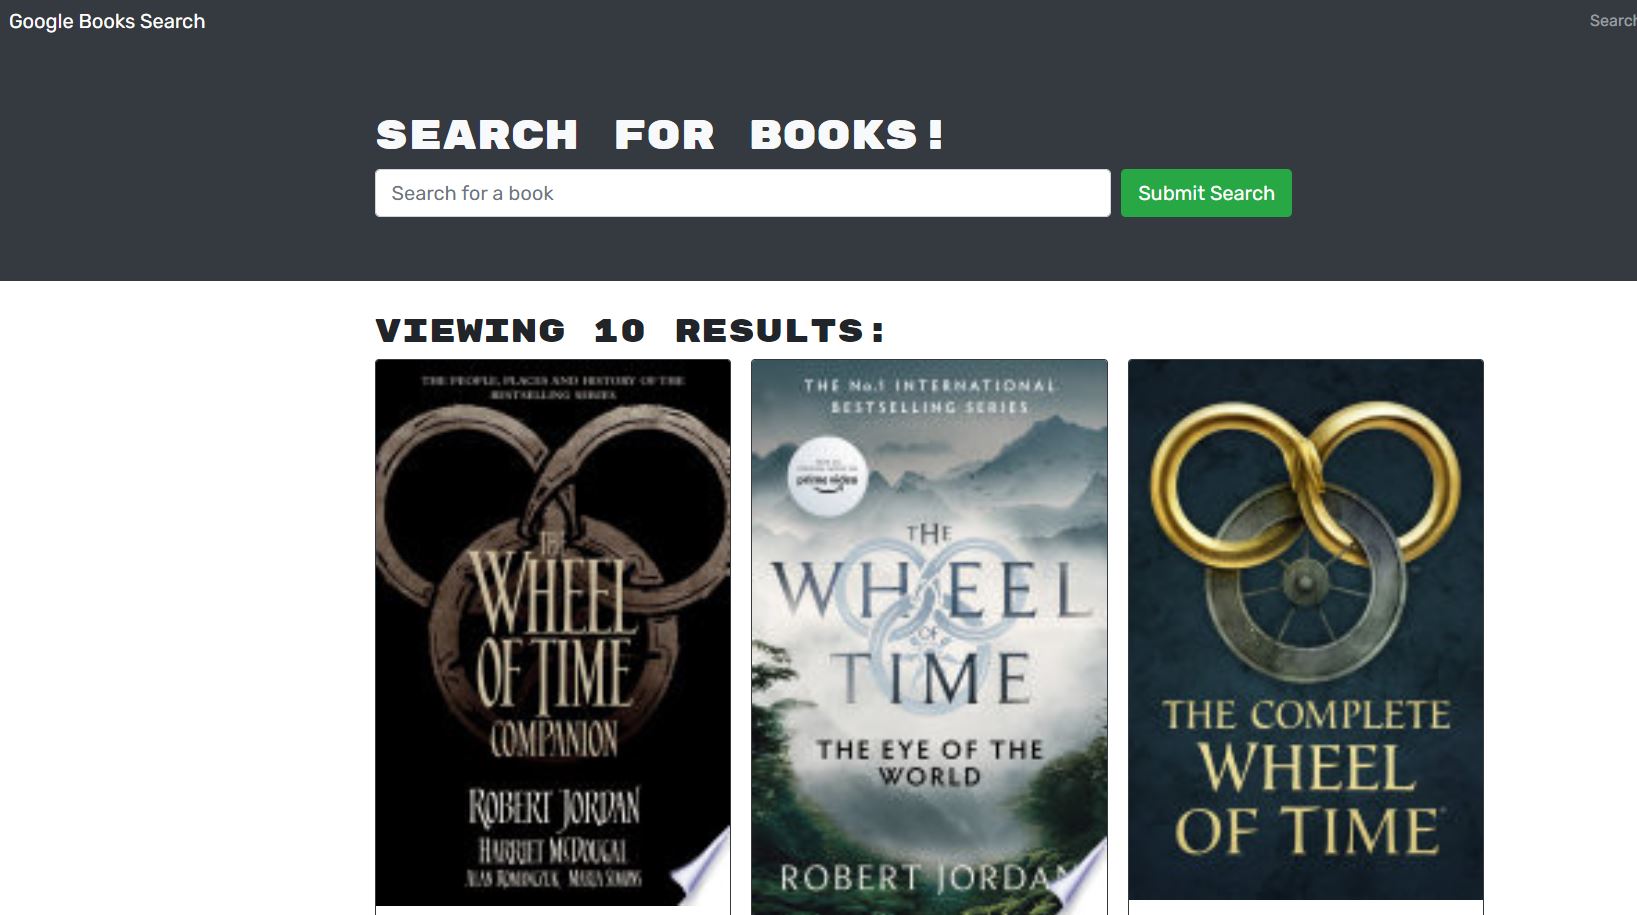 Google Books Search
Search
SEARCH FOR BOOKS!
Search for a book
Submit Search
VIEWING 10 RESULTS:
THE PEOPLE, PLACES AND HISTORY OF THE
BESTSELLING SERIES
THE
WHEEL
OF TIME
COMPANION
ROBERT JORDAN
HARRIET McDOUGAL
ALAN ROMANCZUK MARIA SIMONS
THE No.1 INTERNATIONAL
BESTSELLING SERIES
prime video
THE
WHEEL
OF
TIME
THE EYE OF THE
WORLD
ROBERT JORDAN
THE COMPLETE
WHEEL
OF TIME